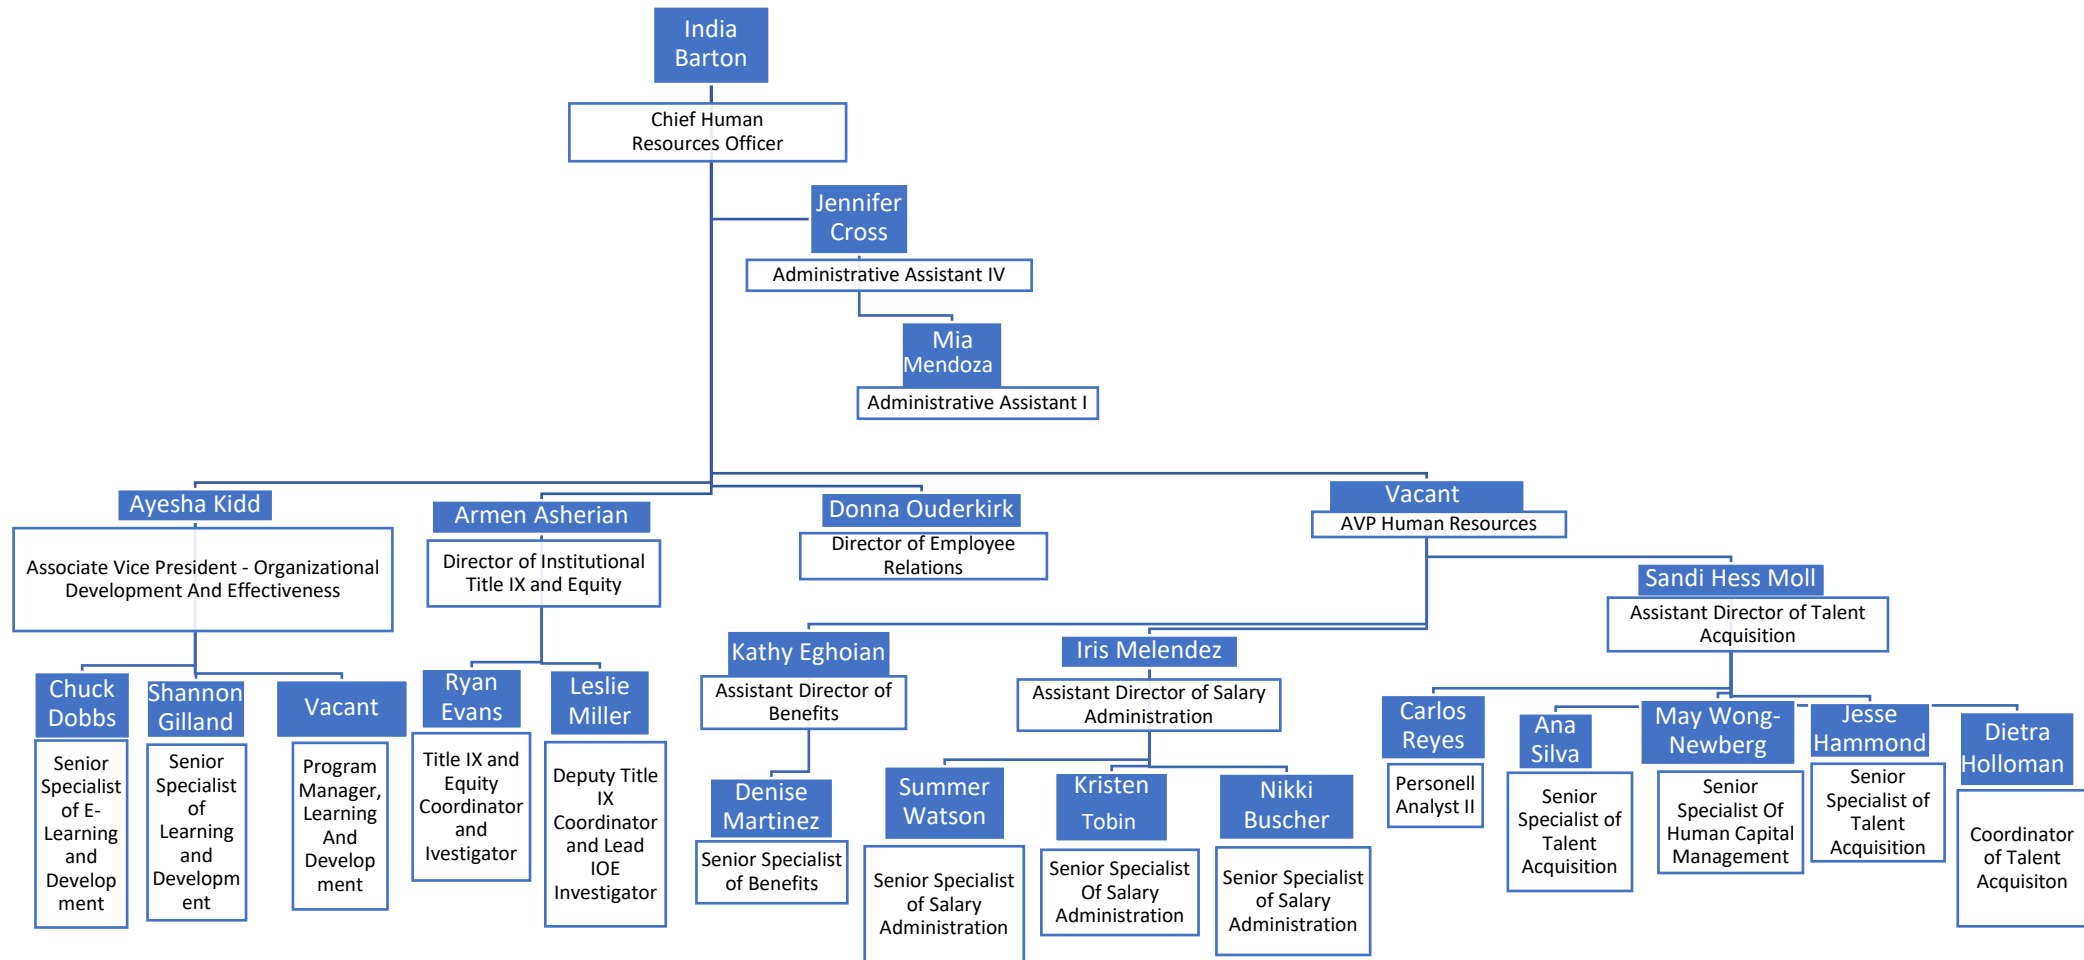 India
Barton
Chief Human
Resources Officer
Jennifer
Cross
Administrative Assistant IV
Mia
Mendoza
Administrative Assistant I
Ayesha Kidd
Associate Vice President - Organizational
Development And Effectiveness
Armen Asherian
Director of Institutional
Title IX and Equity
Donna Ouderkirk
Director of Employee
Relations
Vacant
AVP Human Resources
Sandi Hess Moll
Assistant Director of Talent
Acquisition
Kathy Eghoian
Assistant Director of
Benefits
Iris Melendez
Assistant Director of Salary
Administration
Chuck
Dobbs
Senior
Specialist
of E-
Learning
and
Develop
ment
Shannon
Gilland
Senior
Specialist
of
Learning
and
Developm
ent
Vacant
Program
Manager,
Learning
And
Develop
ment
Ryan
Evans
Title IX and
Equity
Coordinator
and
Ivestigator
Leslie
Miller
Deputy Title
IX
Coordinator
and Lead
IOE
Investigator
Denise
Martinez
Senior Specialist
of Benefits
Summer
Watson
Senior Specialist
of Salary
Administration
Kristen
Tobin
Senior Specialist
Of Salary
Administration
Nikki
Buscher
Senior Specialist
of Salary
Administration
Carlos
Reyes
Personell
Analyst II
Ana
Silva
Senior
Specialist of
Talent
Acquisition
May Wong-
Newberg
Senior
Specialist Of
Human Capital
Management
Jesse
Hammond
Senior
Specialist of
Talent
Acquisition
Dietra
Holloman
Coordinator
of Talent
Acquisiton